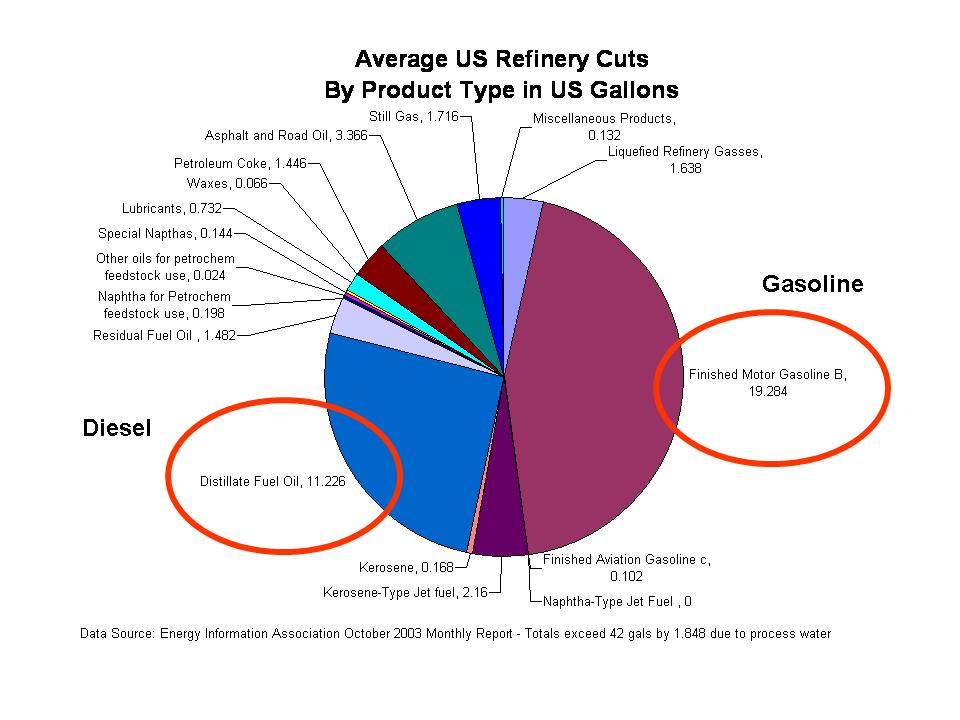 Average US Refinery Cuts
By Product Type in US Gallons
Still Gas, 1.716
Miscellaneous Products,
0.132
Asphalt and Road Oil, 3.366
Liquefied Refinery Gasses,
1.638
Petroleum Coke, 1.446
Waxes, 0.066
Lubricants, 0.732
Special Napthas, 0.144
Other oils for petrochem
feedstock use, 0.024
Naphtha for Petrochem
feedstock use, 0.198
Residual Fuel Oil , 1.482
Gasoline
Finished Motor Gasoline B,
19.284
Diesel
Distillate Fuel Oil, 11.226
Kerosene, 0.168
Kerosene-Type Jet fuel, 2.16
Finished Aviation Gasoline c,
0.102
Naphtha-Type Jet Fuel , 0
Data Source: Energy Information Association October 2003 Monthly Report - Totals exceed 42 gals by 1.848 due to process water